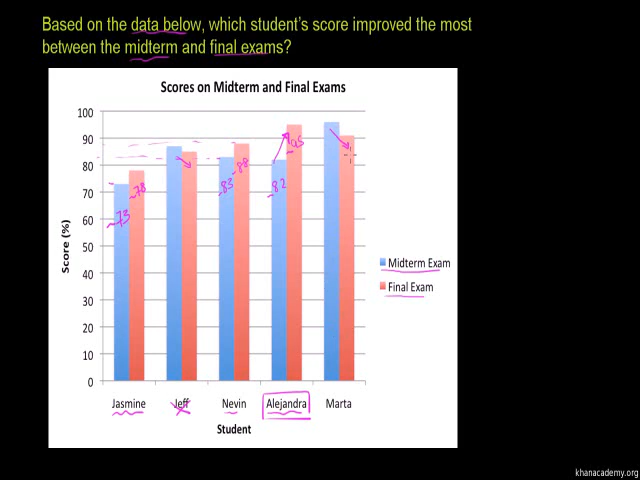 Based on the data below, which student's score improved the most
between the midterm and final exams?
Scores on Midterm and Final Exams
100
90
80
70
60
50
40
30
20
10
0
Score (%)
~73
~78
~83
~88
~82
~95
Midterm Exam
Final Exam
Jasmine Jeff Nevin Alejandra Marta
Student
khanacademy.org